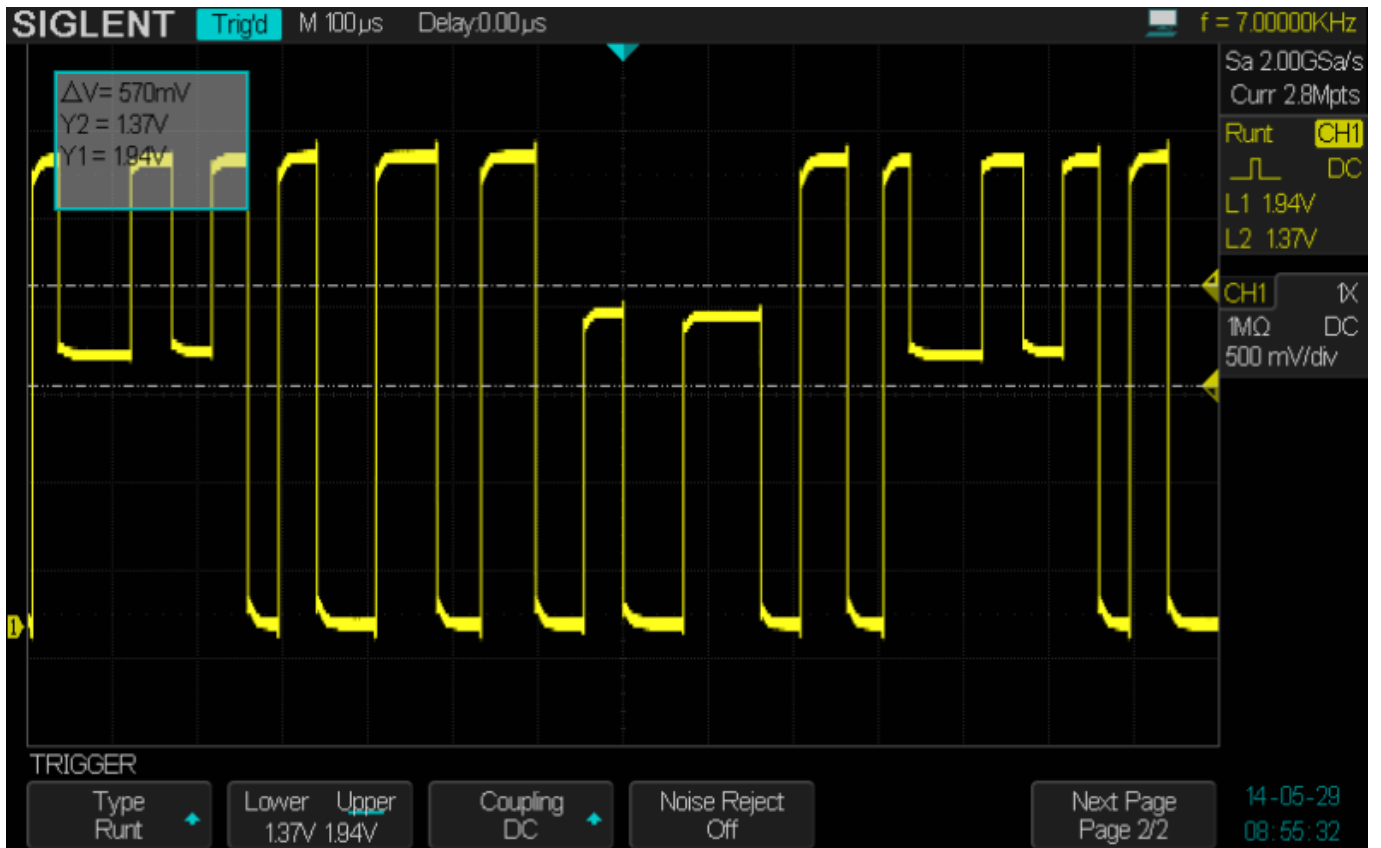 SIGLENT Trig'd M 100µs Delay:0.00µs f = 7.00000KHz
Sa 2.00GSa/s
Curr 2.8Mpts
△V= 570mV
Y2 = 1.37V
Y1 = 1.94V
Runt CH1
DC
L1 1.94V
L2 1.37V
CH1 1X
1MΩ DC
500 mV/div
1
TRIGGER
Type
Runt
Lower Upper
1.37V 1.94V
Coupling
DC
Noise Reject
Off
Next Page
Page 2/2
14-05-29
08:55:32